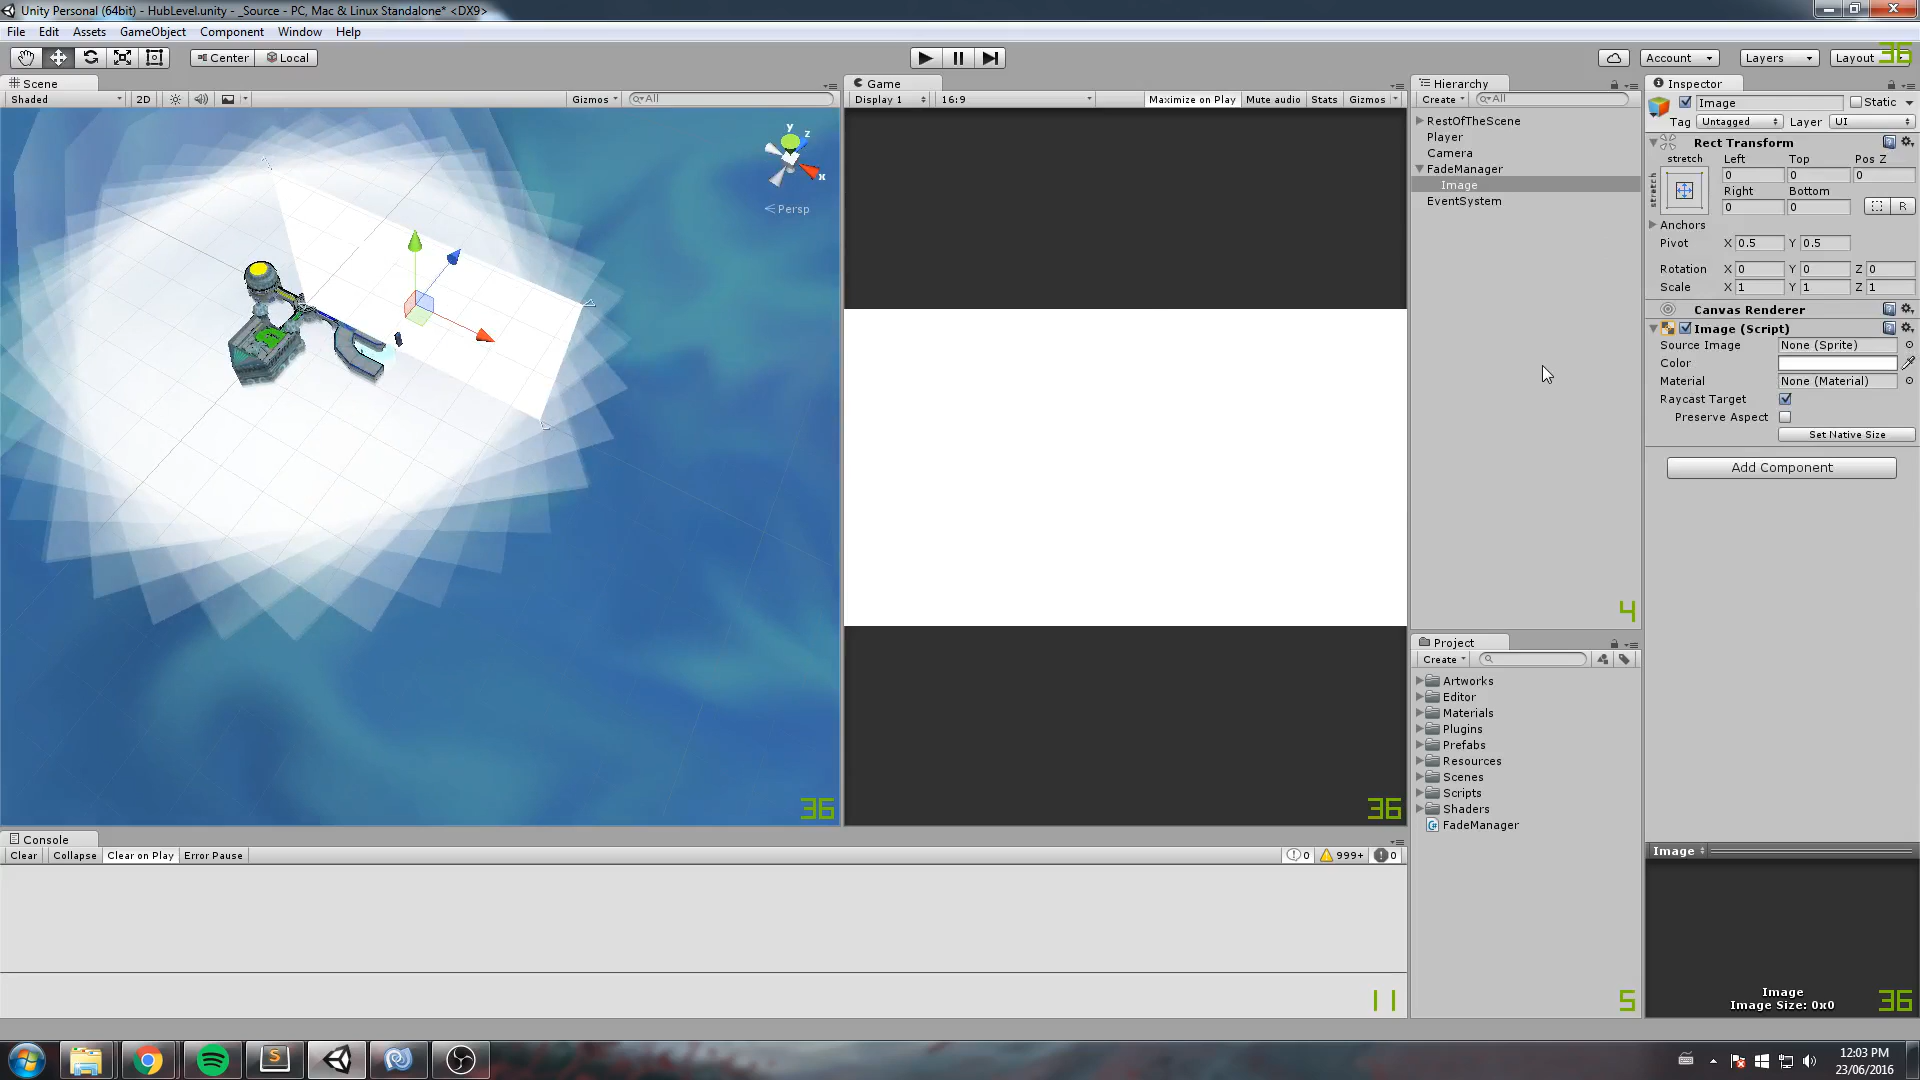 Unity Personal (64bit) - HubLevel.unity - _Source - PC, Mac & Linux Standalone* <DX9>
File Edit Assets GameObject Component Window Help
Center Local Account Layers Layout 36
Scene
Shaded 2D Gizmos All
y z x
Persp
36
Game
Display 1 16:9 Maximize on Play Mute audio Stats Gizmos
36
Hierarchy
Create All
RestOfTheScene
Player
Camera
FadeManager
Image
EventSystem
4
Project
Create
Artworks
Editor
Materials
Plugins
Prefabs
Resources
Scenes
Scripts
Shaders
FadeManager
5
Inspector
Image Static
Tag Untagged Layer UI
Rect Transform
stretch Left Top Pos Z
stretch 0 0 0
Right Bottom
0 0 R
Anchors
Pivot X 0.5 Y 0.5
Rotation X 0 Y 0 Z 0
Scale X 1 Y 1 Z 1
Canvas Renderer
Image (Script)
Source Image None (Sprite)
Color
Material None (Material)
Raycast Target
Preserve Aspect
Set Native Size
Add Component
Image
Image
Image Size: 0x0
36
Console
Clear Collapse Clear on Play Error Pause 0 999+ 0
11
12:03 PM
23/06/2016